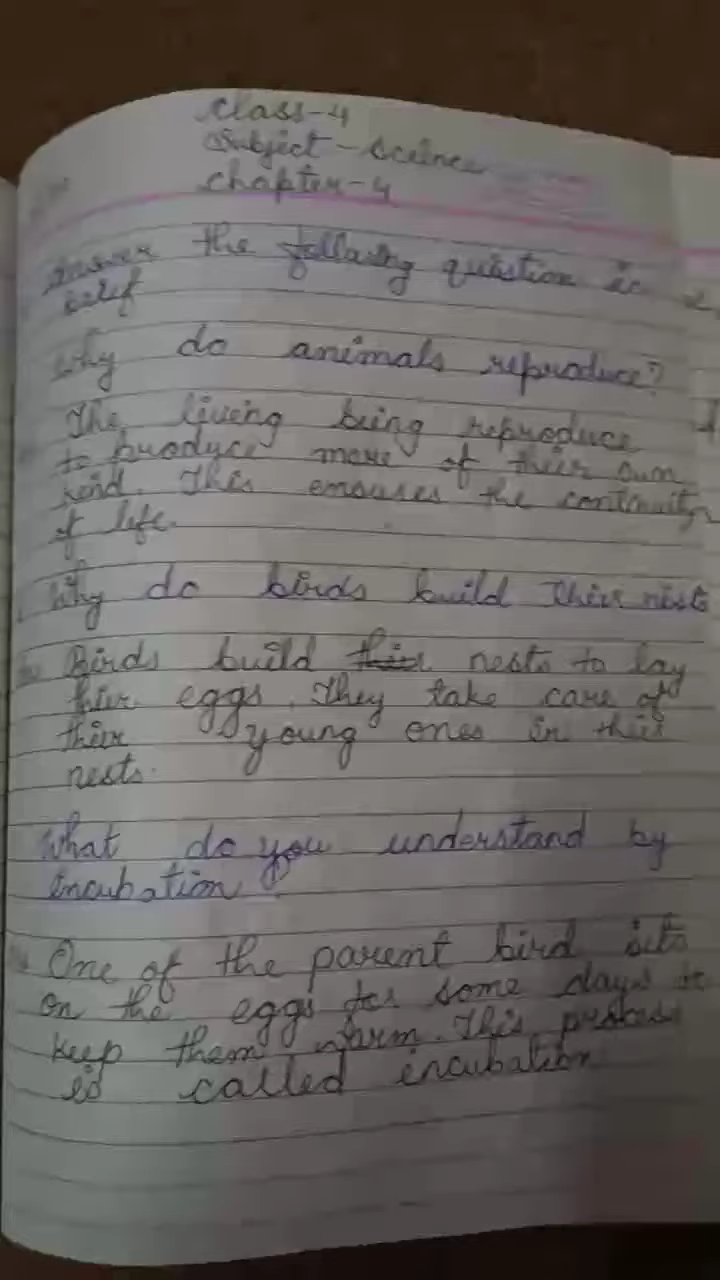 Class-4
Subject - Sceince
Chapter-4
Answer the following question in
brief
Why do animals reproduce?
The liveing being reproduce
to produce more of their own
kind. This ensures the continuity
of life.
Why do birds build their nests
Birds build nests to lay
thier eggs. They take care of
their young ones in their
nests.
What do you understand by
incubation
One of the parent bird sits
on the eggs for some days to
keep them warm. This process
is called incubation